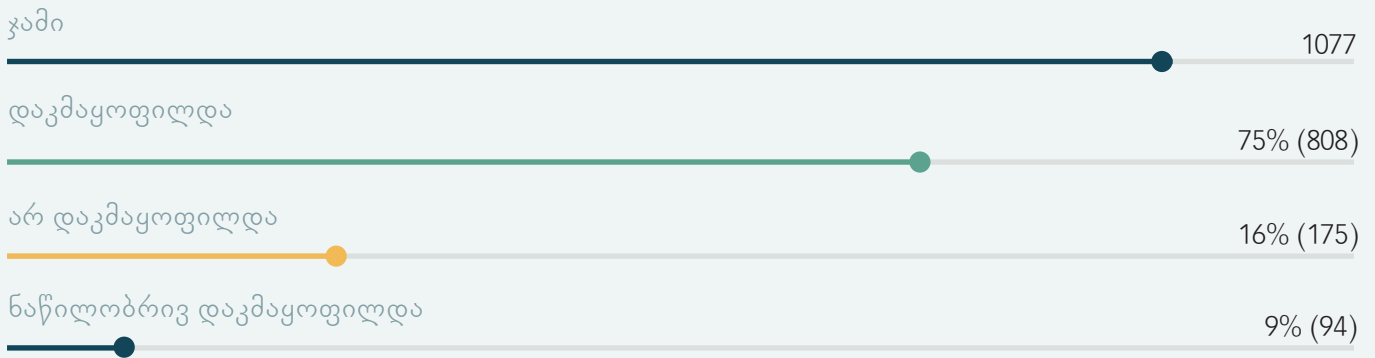 ჯამი
1077
დაკმაყოფილდა
75% (808)
არ დაკმაყოფილდა
16% (175)
ნაწილობრივ დაკმაყოფილდა
9% (94)